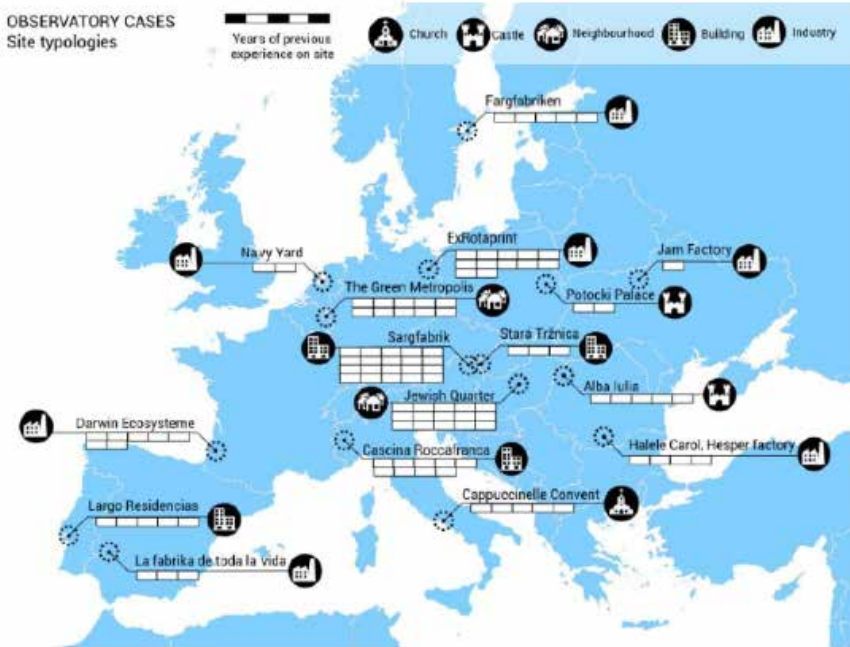 OBSERVATORY CASES
Site typologies
Years of previous
experience on site
Church
Castle
Neighbourhood
Building
Industry
Fargfabriken
Navy Yard
ExRotaprint
Jam Factory
The Green Metropolis
Potocki Palace
Sargfabrik
Stará Tržnica
Jewish Quarter
Alba Iulia
Darwin Ecosysteme
Cascina Roccafranca
Halele Carol, Hesper factory
Largo Residencias
Cappuccinelle Convent
La fabrika de toda la vida